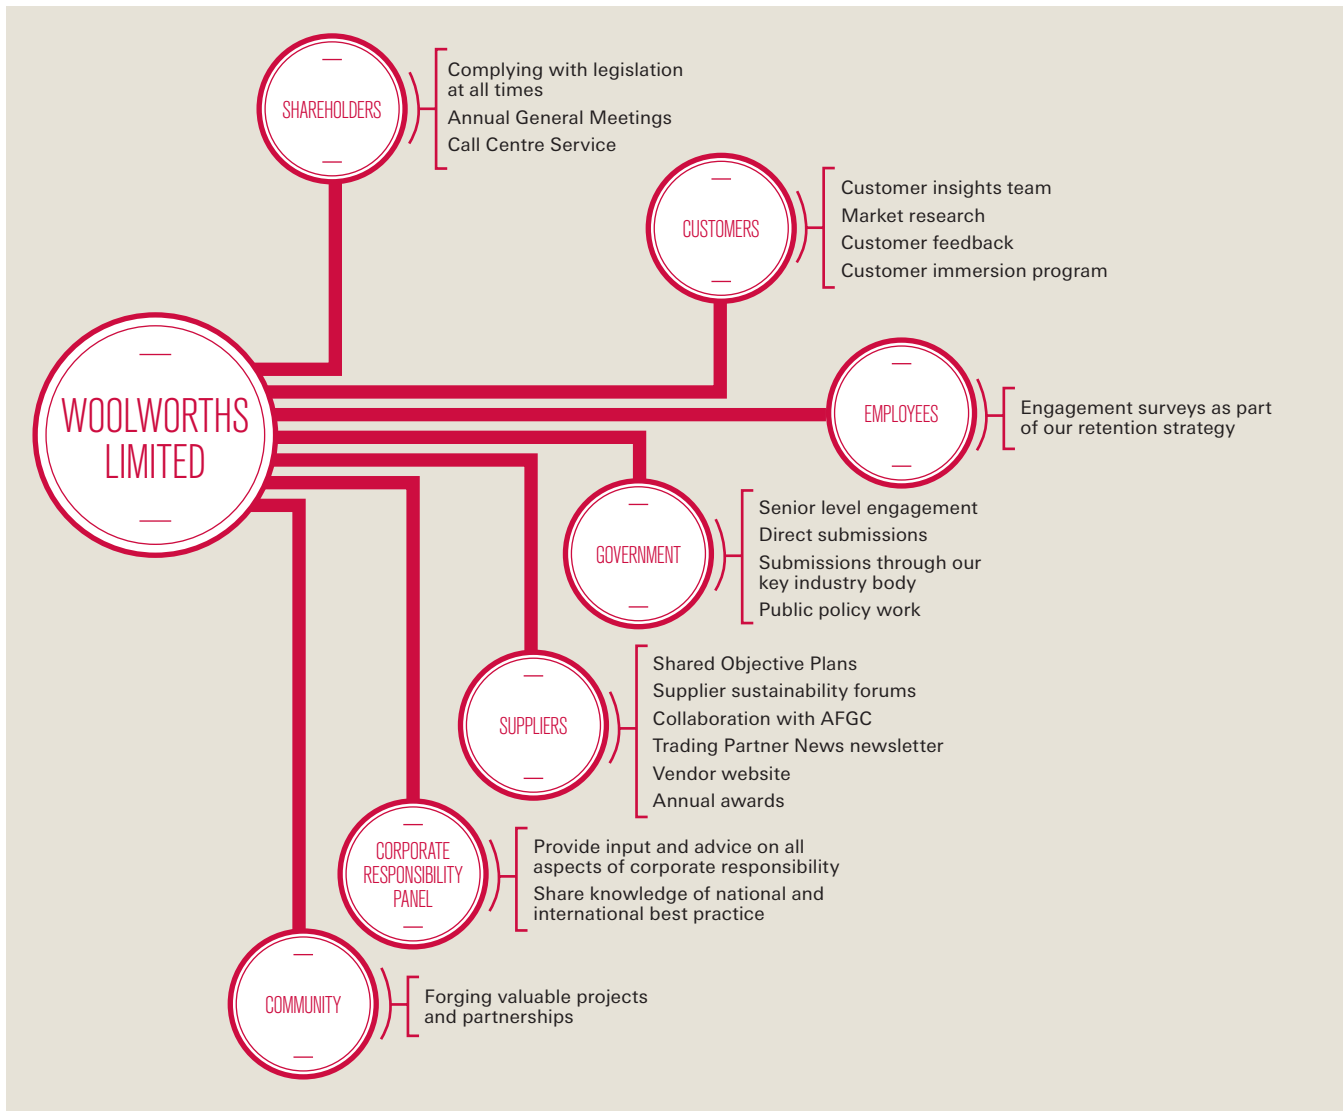 SHAREHOLDERS
Complying with legislation
at all times
Annual General Meetings
Call Centre Service
CUSTOMERS
Customer insights team
Market research
Customer feedback
Customer immersion program
WOOLWORTHS
LIMITED
EMPLOYEES
Engagement surveys as part
of our retention strategy
GOVERNMENT
Senior level engagement
Direct submissions
Submissions through our
key industry body
Public policy work
SUPPLIERS
Shared Objective Plans
Supplier sustainability forums
Collaboration with AFGC
Trading Partner News newsletter
Vendor website
Annual awards
CORPORATE
RESPONSIBILITY
PANEL
Provide input and advice on all
aspects of corporate responsibility
Share knowledge of national and
international best practice
COMMUNITY
Forging valuable projects
and partnerships